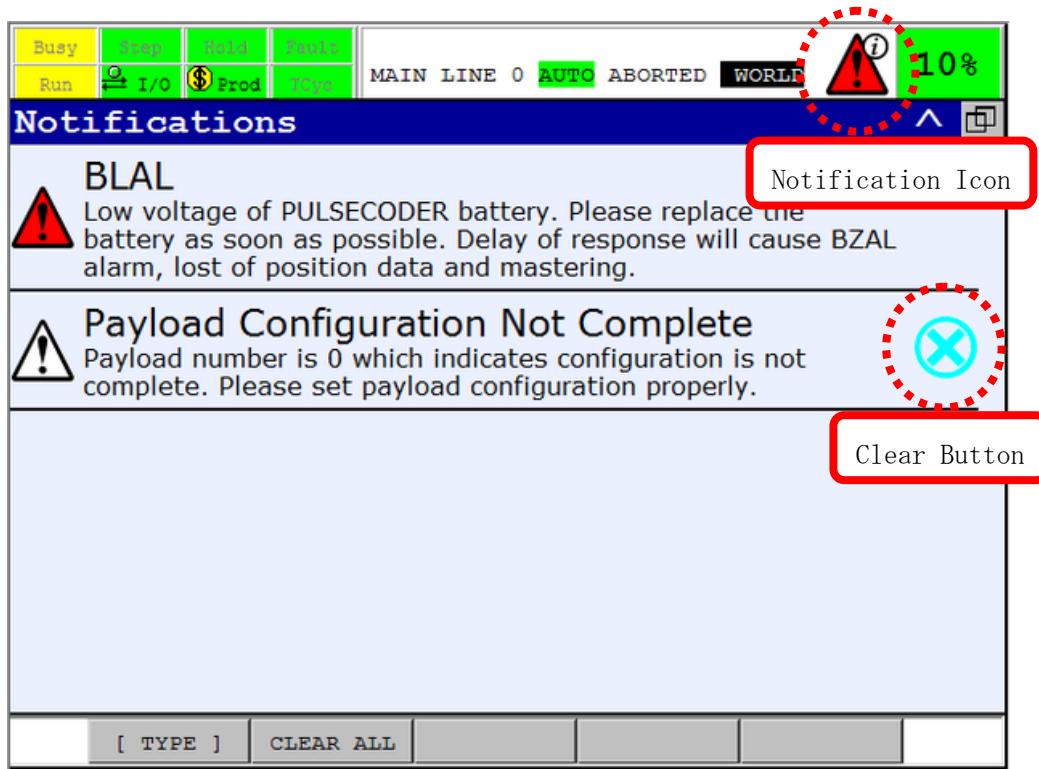 Busy Step Hold Fault
Run I/O Prod TCyc
MAIN LINE 0 AUTO ABORTED WORLD
10%
Notifications
Notification Icon
BLAL
Low voltage of PULSECODER battery. Please replace the
battery as soon as possible. Delay of response will cause BZAL
alarm, lost of position data and mastering.
Payload Configuration Not Complete
Payload number is 0 which indicates configuration is not
complete. Please set payload configuration properly.
Clear Button
[ TYPE ] CLEAR ALL